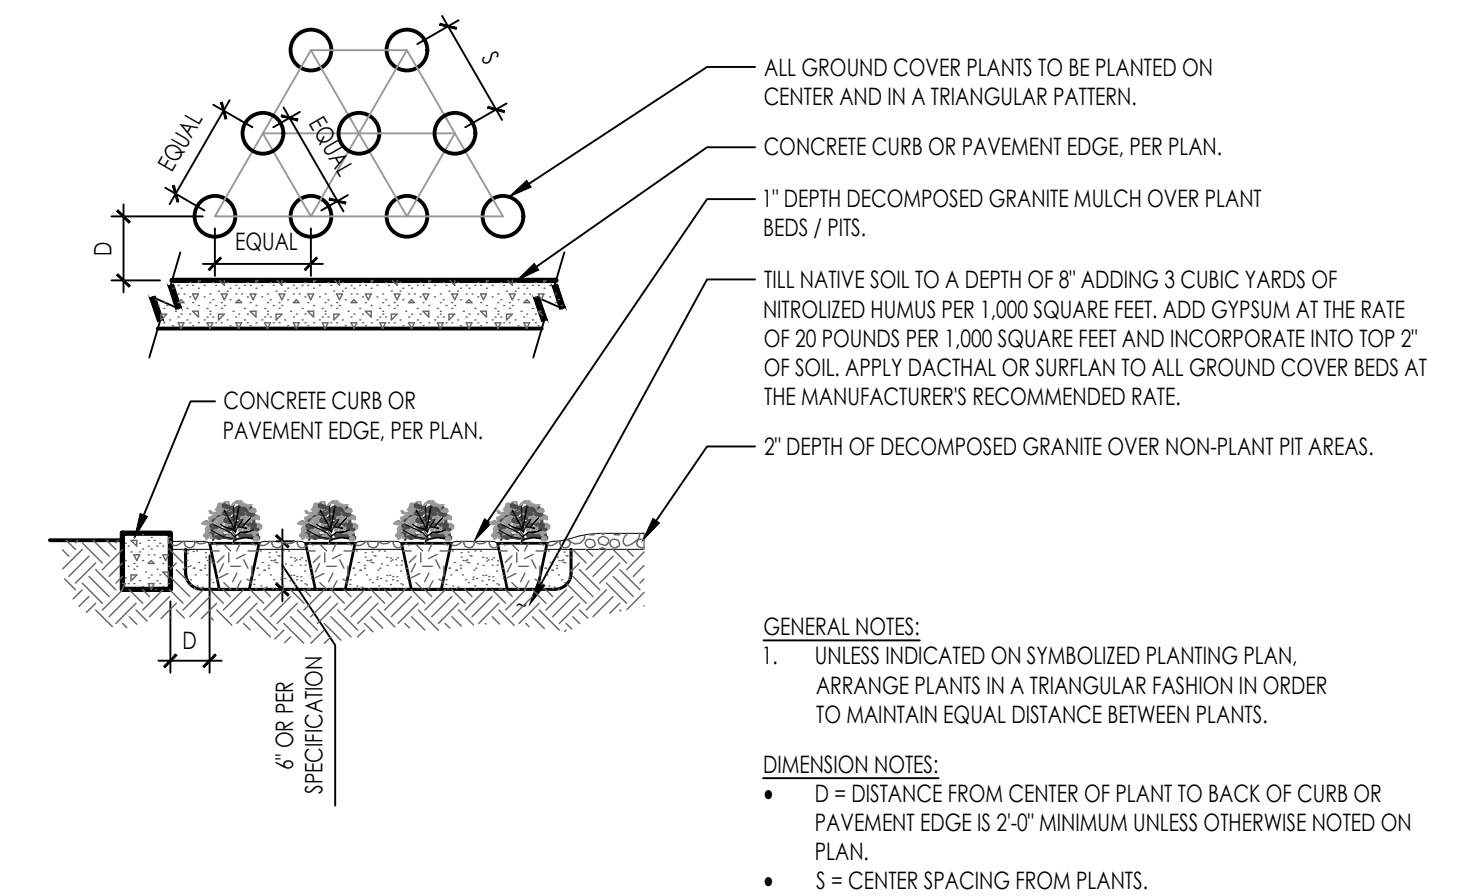 S
EQUAL
EQUAL
D
EQUAL
ALL GROUND COVER PLANTS TO BE PLANTED ON
CENTER AND IN A TRIANGULAR PATTERN.
CONCRETE CURB OR PAVEMENT EDGE, PER PLAN.
1" DEPTH DECOMPOSED GRANITE MULCH OVER PLANT
BEDS / PITS.
TILL NATIVE SOIL TO A DEPTH OF 8" ADDING 3 CUBIC YARDS OF
NITROLIZED HUMUS PER 1,000 SQUARE FEET. ADD GYPSUM AT THE RATE
OF 20 POUNDS PER 1,000 SQUARE FEET AND INCORPORATE INTO TOP 2"
OF SOIL. APPLY DACTHAL OR SURFLAN TO ALL GROUND COVER BEDS AT
THE MANUFACTURER'S RECOMMENDED RATE.
2" DEPTH OF DECOMPOSED GRANITE OVER NON-PLANT PIT AREAS.
CONCRETE CURB OR
PAVEMENT EDGE, PER PLAN.
D
6" OR PER
SPECIFICATION
GENERAL NOTES:
1. UNLESS INDICATED ON SYMBOLIZED PLANTING PLAN,
ARRANGE PLANTS IN A TRIANGULAR FASHION IN ORDER
TO MAINTAIN EQUAL DISTANCE BETWEEN PLANTS.
DIMENSION NOTES:
• D = DISTANCE FROM CENTER OF PLANT TO BACK OF CURB OR
PAVEMENT EDGE IS 2'-0" MINIMUM UNLESS OTHERWISE NOTED ON
PLAN.
• S = CENTER SPACING FROM PLANTS.